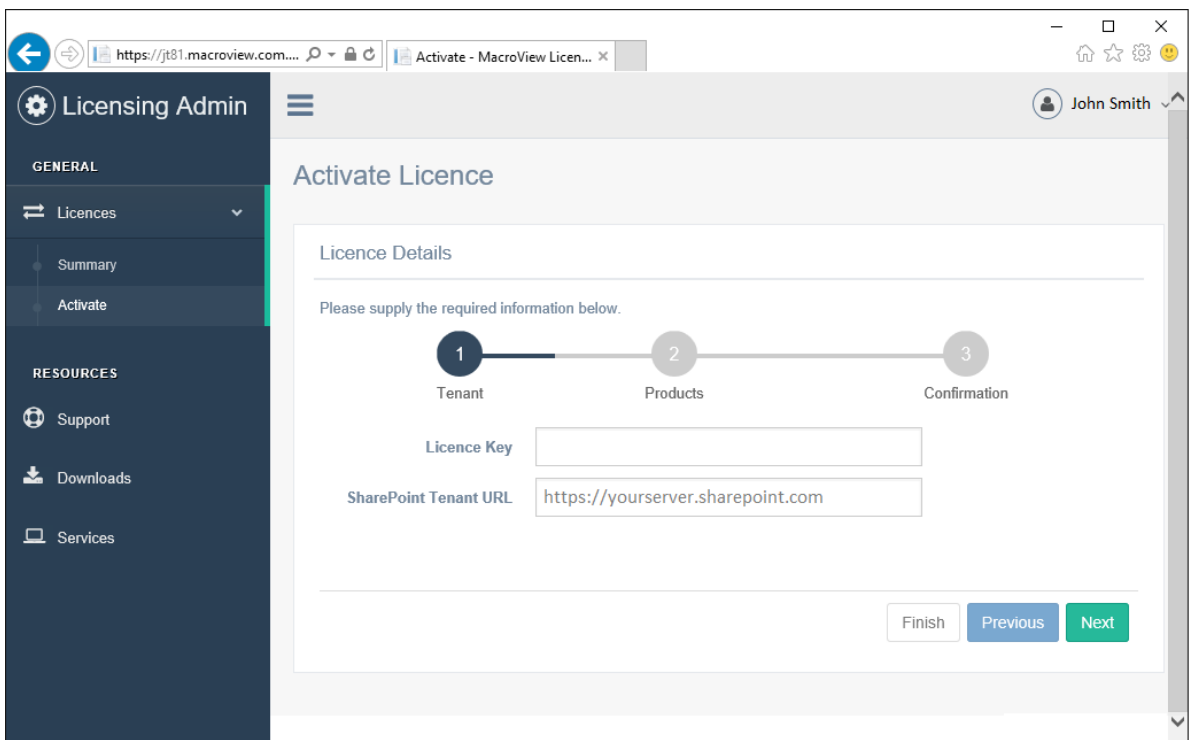 https://jt81.macroview.com....
Activate - MacroView Licen...
Licensing Admin
John Smith
GENERAL
Licences
Summary
Activate
RESOURCES
Support
Downloads
Services
Activate Licence
Licence Details
Please supply the required information below.
1 2 3
Tenant Products Confirmation
Licence Key
SharePoint Tenant URL https://yourserver.sharepoint.com
Finish Previous Next